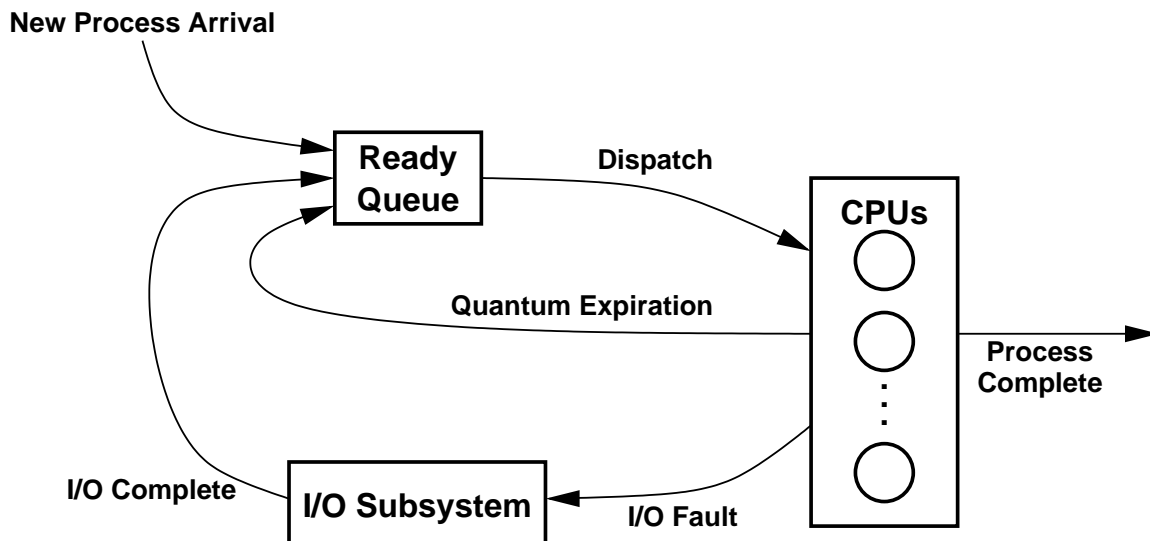 New Process Arrival
Ready
Queue
Dispatch
CPUs
Quantum Expiration
Process
Complete
I/O Complete
I/O Subsystem
I/O Fault